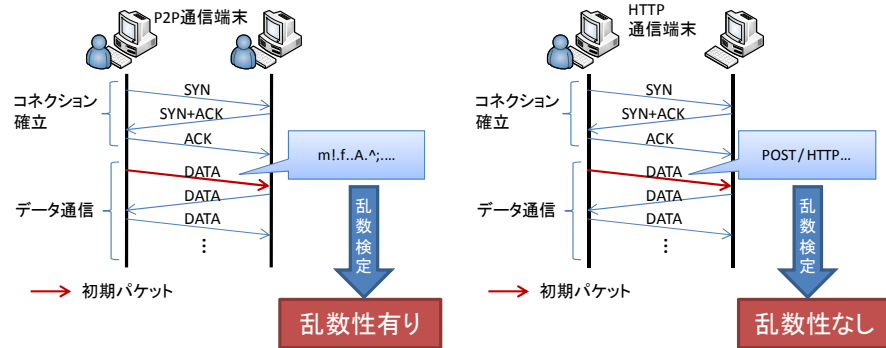 P2P通信端末
コネクション
確立
SYN
SYN+ACK
ACK
m!.f..A.^;....
データ通信
DATA
DATA
DATA
⋮
乱数検定
初期パケット
乱数性有り
HTTP
通信端末
コネクション
確立
SYN
SYN+ACK
ACK
POST/HTTP…
データ通信
DATA
DATA
DATA
⋮
乱数検定
初期パケット
乱数性なし